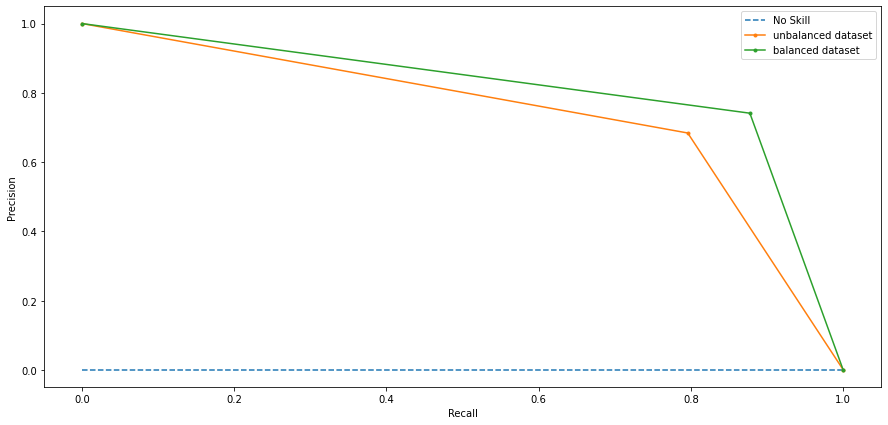 1.0
0.8
0.6
0.4
0.2
0.0
Precision
0.0 0.2 0.4 0.6 0.8 1.0
Recall
No Skill
unbalanced dataset
balanced dataset